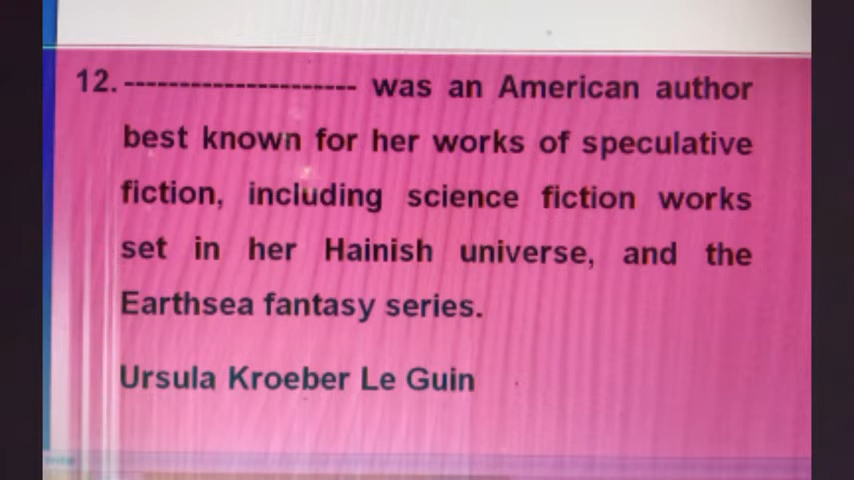 12.--------------------- was an American author
best known for her works of speculative
fiction, including science fiction works
set in her Hainish universe, and the
Earthsea fantasy series.
Ursula Kroeber Le Guin